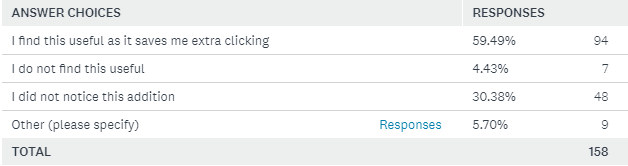 ANSWER CHOICES RESPONSES
I find this useful as it saves me extra clicking 59.49% 94
I do not find this useful 4.43% 7
I did not notice this addition 30.38% 48
Other (please specify) Responses 5.70% 9
TOTAL 158